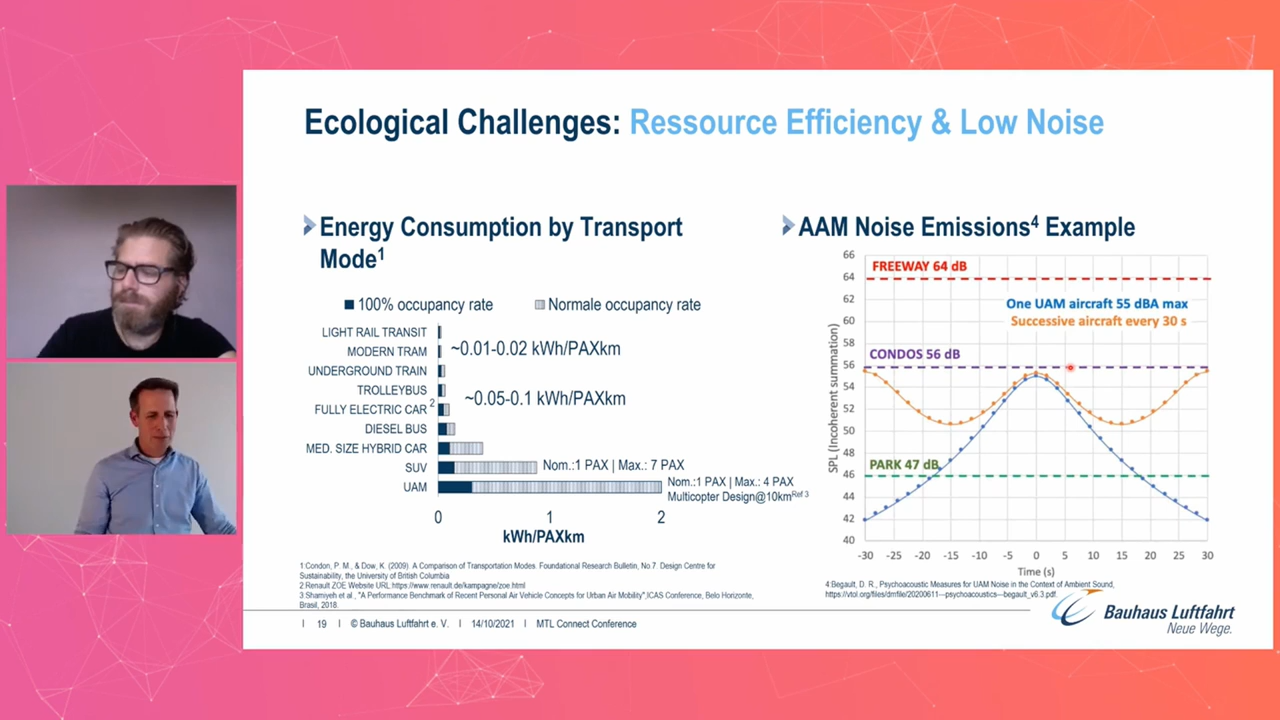 Ecological Challenges: Ressource Efficiency & Low Noise
Energy Consumption by Transport
Mode1
100% occupancy rate
Normale occupancy rate
LIGHT RAIL TRANSIT
MODERN TRAM
~0.01-0.02 kWh/PAXkm
UNDERGROUND TRAIN
TROLLEYBUS
~0.05-0.1 kWh/PAXkm
FULLY ELECTRIC CAR 2
DIESEL BUS
MED. SIZE HYBRID CAR
SUV
Nom.:1 PAX | Max.: 7 PAX
UAM
Nom.:1 PAX | Max.: 4 PAX
Multicopter Design@10kmRef 3
0 1 2
kWh/PAXkm
1:Condon, P. M., & Dow, K. (2009). A Comparison of Transportation Modes. Foundational Research Bulletin, No.7. Design Centre for
Sustainability, the University of British Columbia
2:Renault ZOE Website URL https://www.renault.de/kampagne/zoe.html
3 :Shamiyeh et al., "A Performance Benchmark of Recent Personal Air Vehicle Concepts for Urban Air Mobility",ICAS Conference, Belo Horizonte,
Brasil, 2018.
AAM Noise Emissions4 Example
66
64
62
60
58
56
54
52
50
48
46
44
42
40
SPL (Incoherent summation)
FREEWAY 64 dB
One UAM aircraft 55 dBA max
Successive aircraft every 30 s
CONDOS 56 dB
PARK 47 dB
-30 -25 -20 -15 -10 -5 0 5 10 15 20 25 30
Time (s)
4:Begault, D. R., Psychoacoustic Measures for UAM Noise in the Context of Ambient Sound,
https://vtol.org/files/dmfile/20200611---psychoacoustics---begault_v6.3.pdf.
| 19 | © Bauhaus Luftfahrt e. V. | 14/10/2021 | MTL Connect Conference
Bauhaus Luftfahrt
Neue Wege.